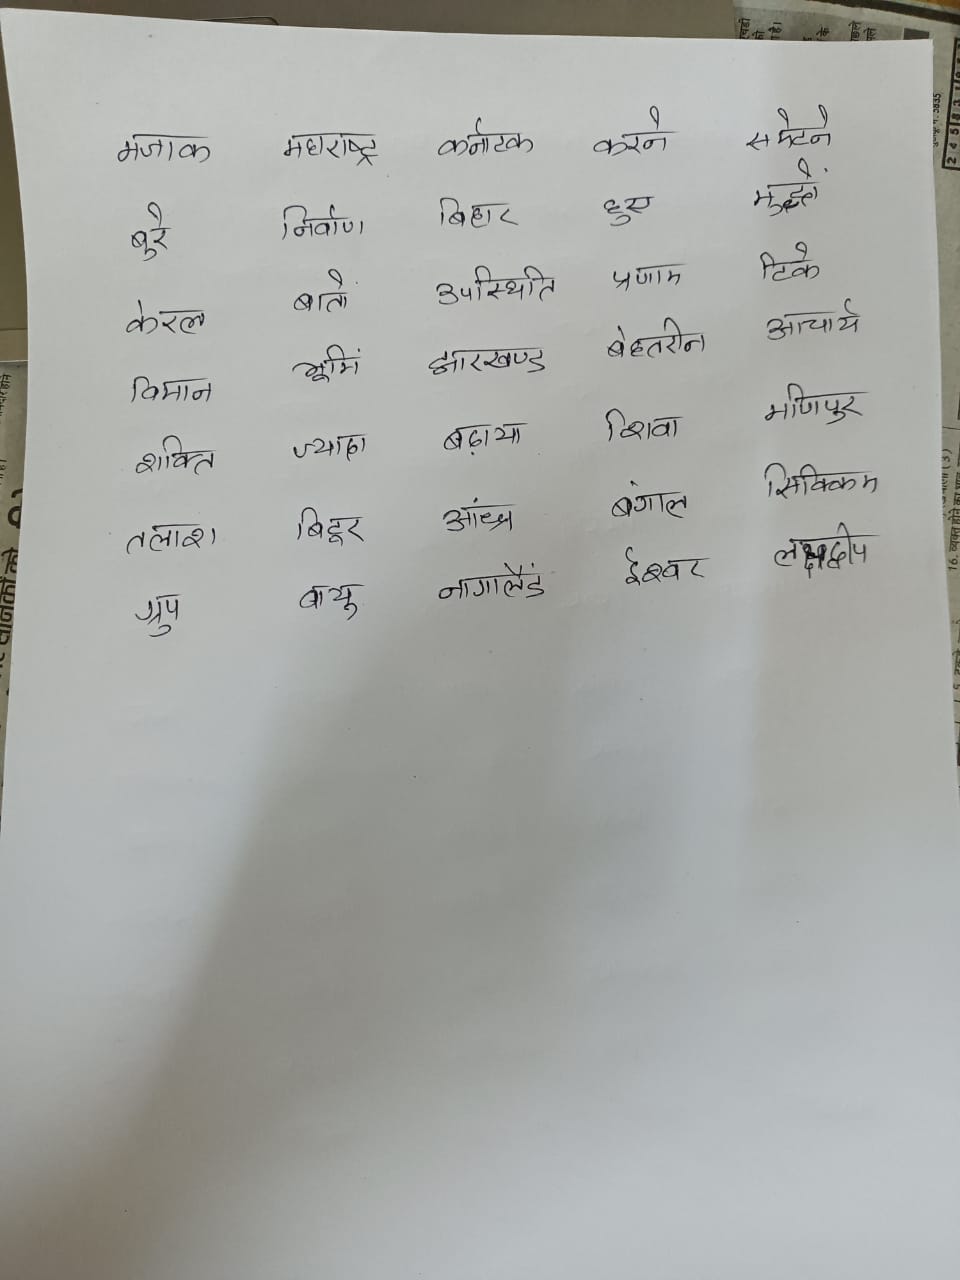 मजाक महाराष्ट्र कर्नाटक करने समेटने
बुरे निर्वाण बिहार हुए मुद्दों
केरल बातों उपस्थिति प्रणाम टिके
विमान भूमि झारखण्ड बेहतरीन आचार्य
शक्ति ज्यादा बढ़ाया शिवा मणिपुर
तलाश बिदूर आंध्र बंगाल सिक्किम
ग्रुप वायु नागालैंड ईश्वर लक्षद्वीप